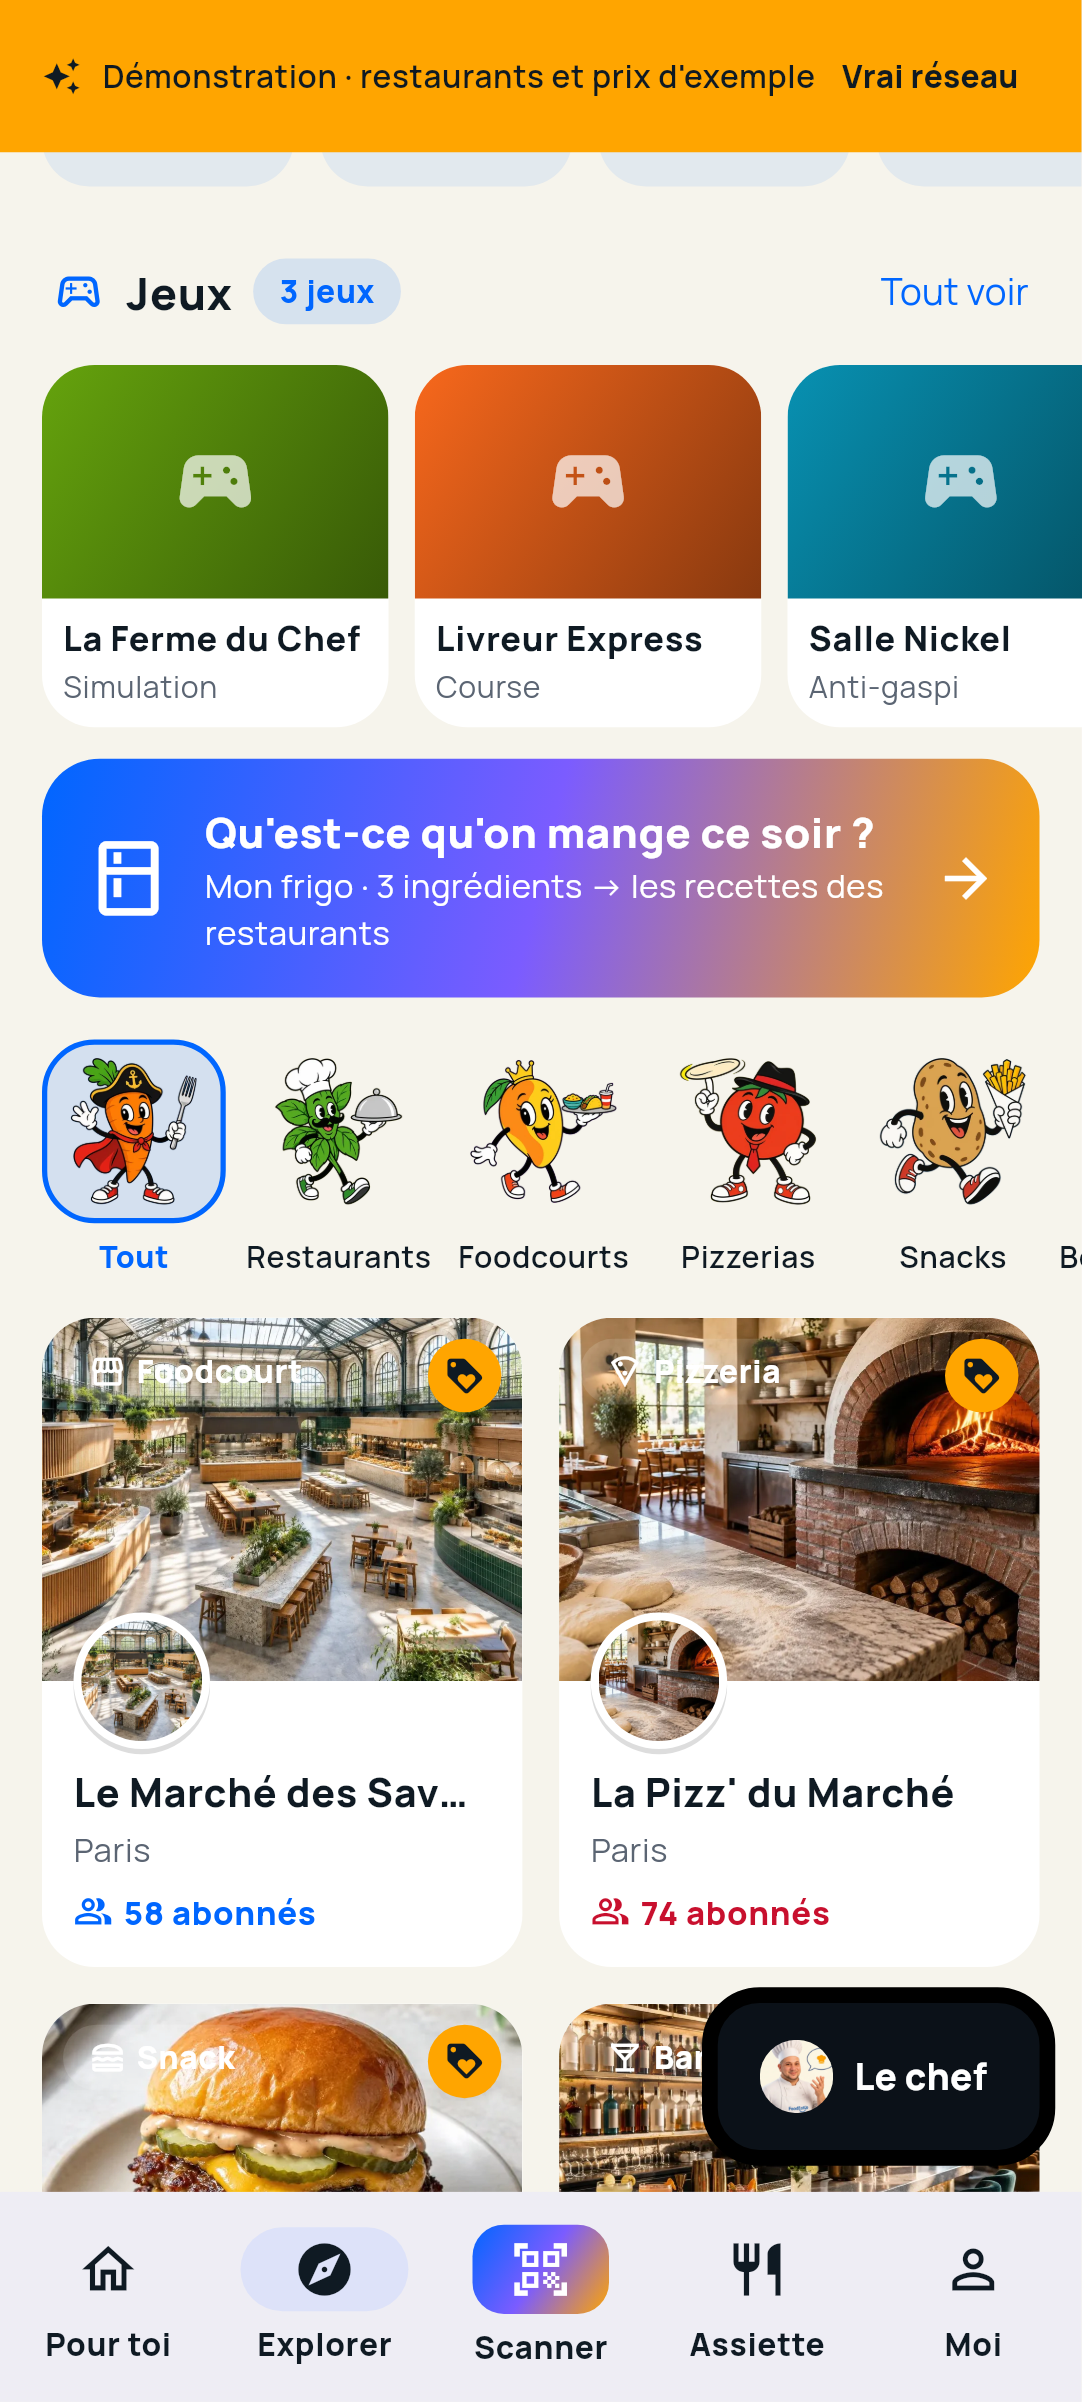 Démonstration · restaurants et prix d'exemple Vrai réseau
Jeux 3 jeux Tout voir
La Ferme du Chef
Simulation
Livreur Express
Course
Salle Nickel
Anti-gaspi
Qu'est-ce qu'on mange ce soir ?
Mon frigo · 3 ingrédients → les recettes des
restaurants
Tout Restaurants Foodcourts Pizzerias Snacks
Foodcourt
Le Marché des Sav...
Paris
58 abonnés
Pizzeria
La Pizz' du Marché
Paris
74 abonnés
Snack
Bar
Le chef
Pour toi Explorer Scanner Assiette Moi